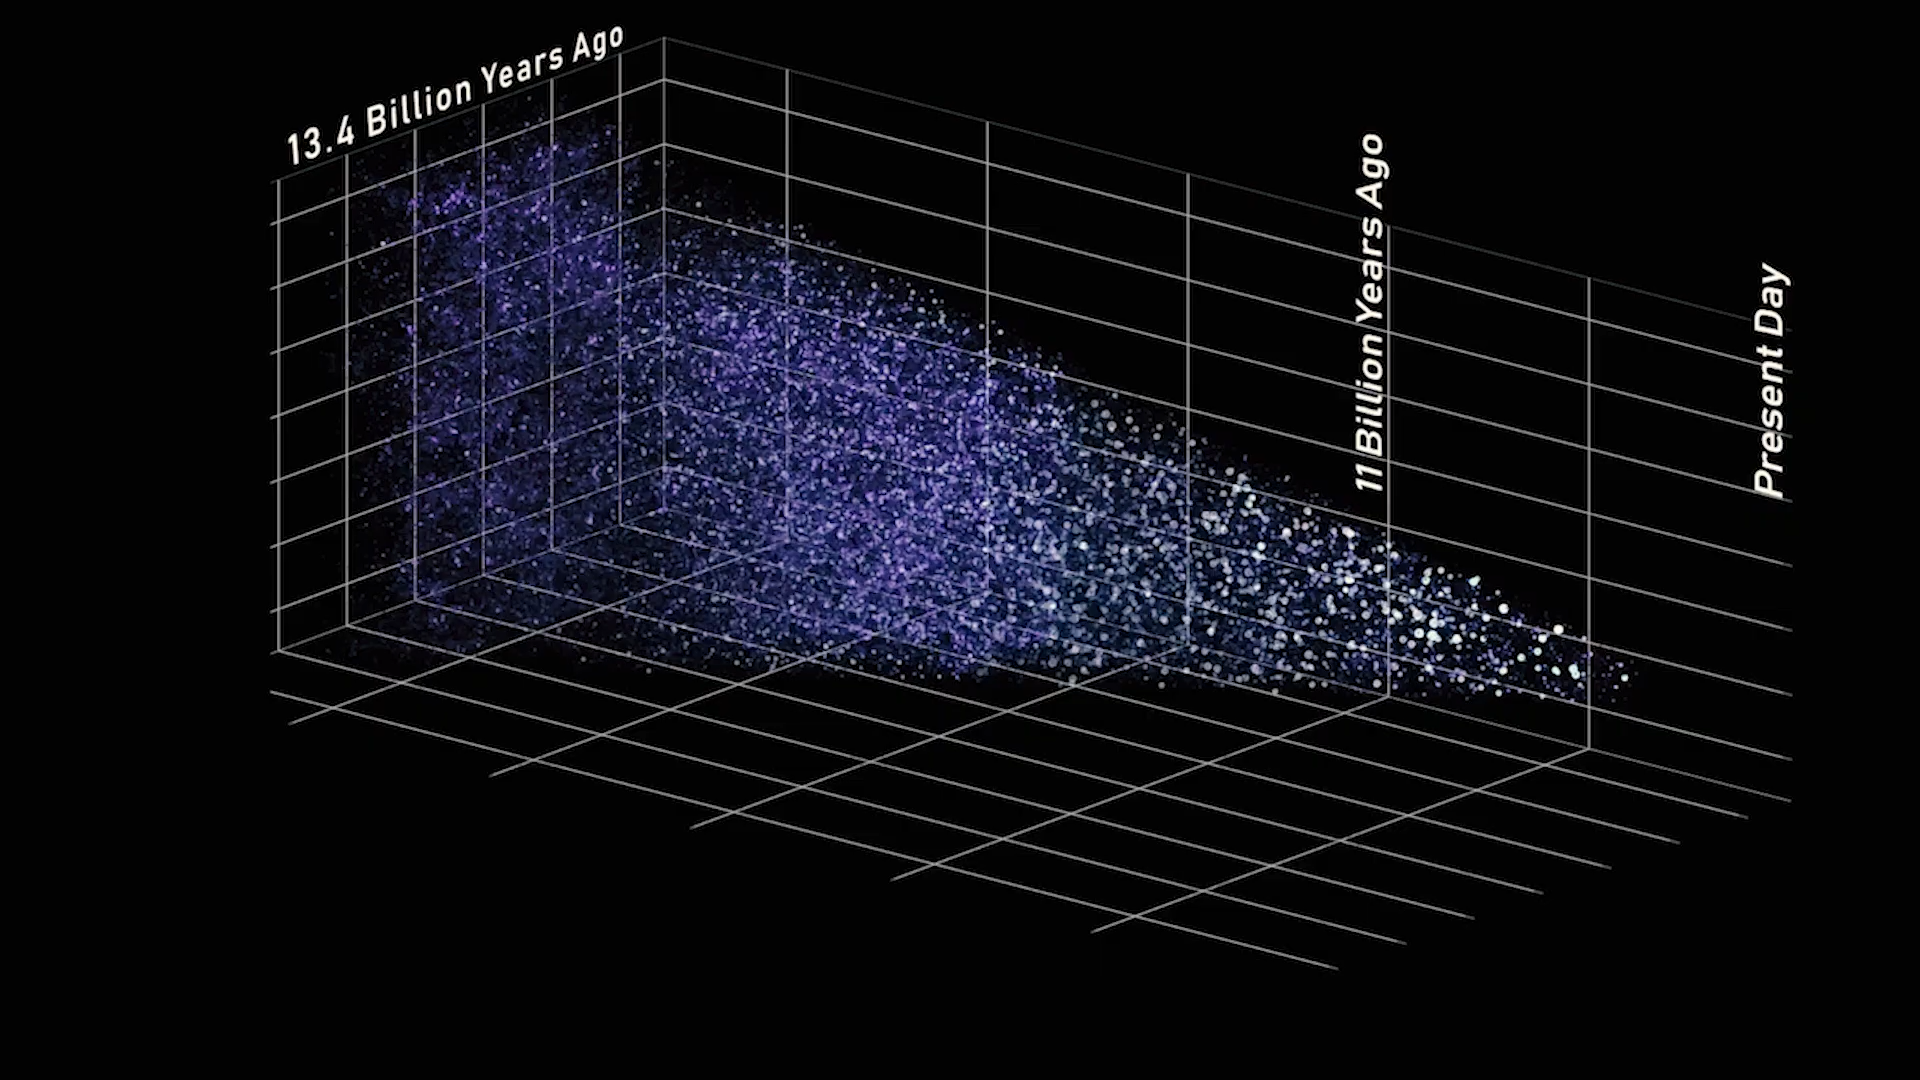 13.4 Billion Years Ago
11 Billion Years Ago
Present Day